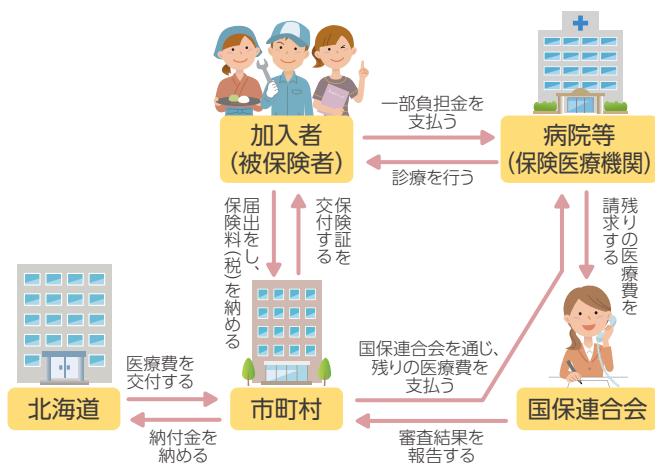 加入者
(被保険者)
一部負担金を
支払う
診療を行う
病院等
(保険医療機関)
届出をし、
保険料(税)を納める
保険証を
交付する
残りの医療費を
請求する
北海道
医療費を
交付する
納付金を
納める
市町村
国保連合会を通じ、
残りの医療費を
支払う
審査結果を
報告する
国保連合会